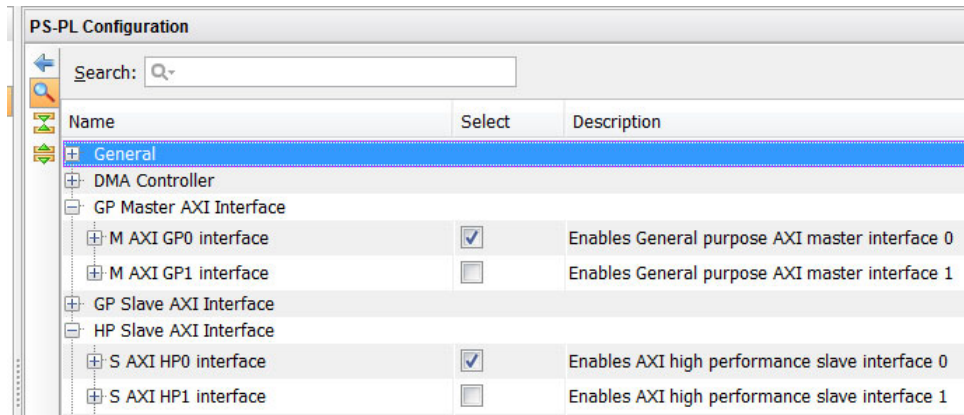 PS-PL Configuration
Search:
Name Select Description
General
DMA Controller
GP Master AXI Interface
M AXI GP0 interface Enables General purpose AXI master interface 0
M AXI GP1 interface Enables General purpose AXI master interface 1
GP Slave AXI Interface
HP Slave AXI Interface
S AXI HP0 interface Enables AXI high performance slave interface 0
S AXI HP1 interface Enables AXI high performance slave interface 1